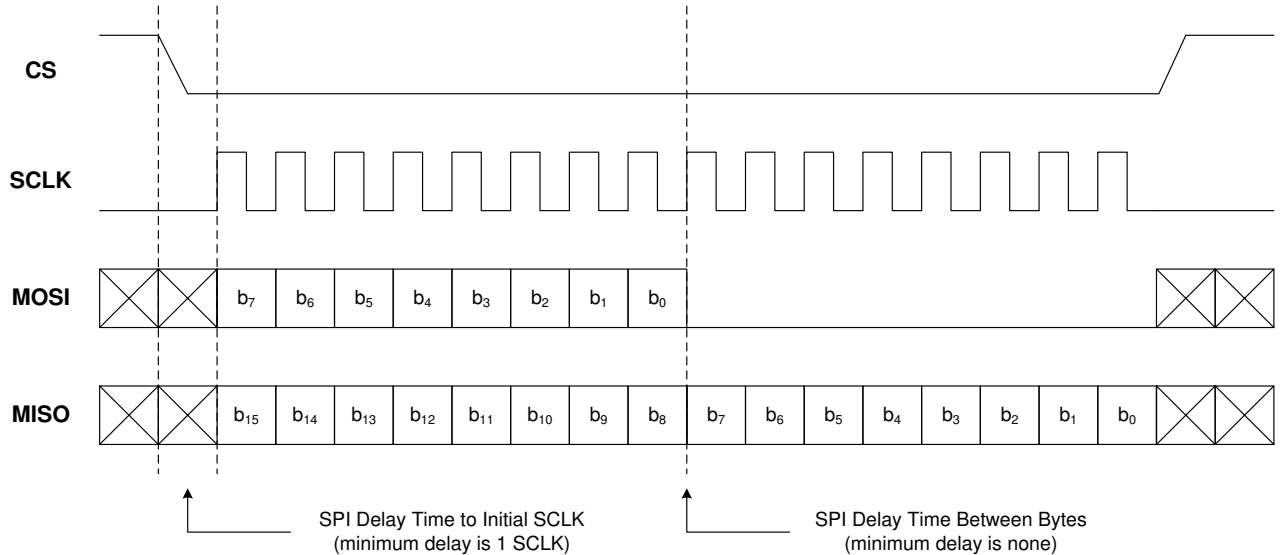 CS
SCLK
MOSI b₇ b₆ b₅ b₄ b₃ b₂ b₁ b₀
MISO b₁₅ b₁₄ b₁₃ b₁₂ b₁₁ b₁₀ b₉ b₈ b₇ b₆ b₅ b₄ b₃ b₂ b₁ b₀
SPI Delay Time to Initial SCLK
(minimum delay is 1 SCLK)
SPI Delay Time Between Bytes
(minimum delay is none)